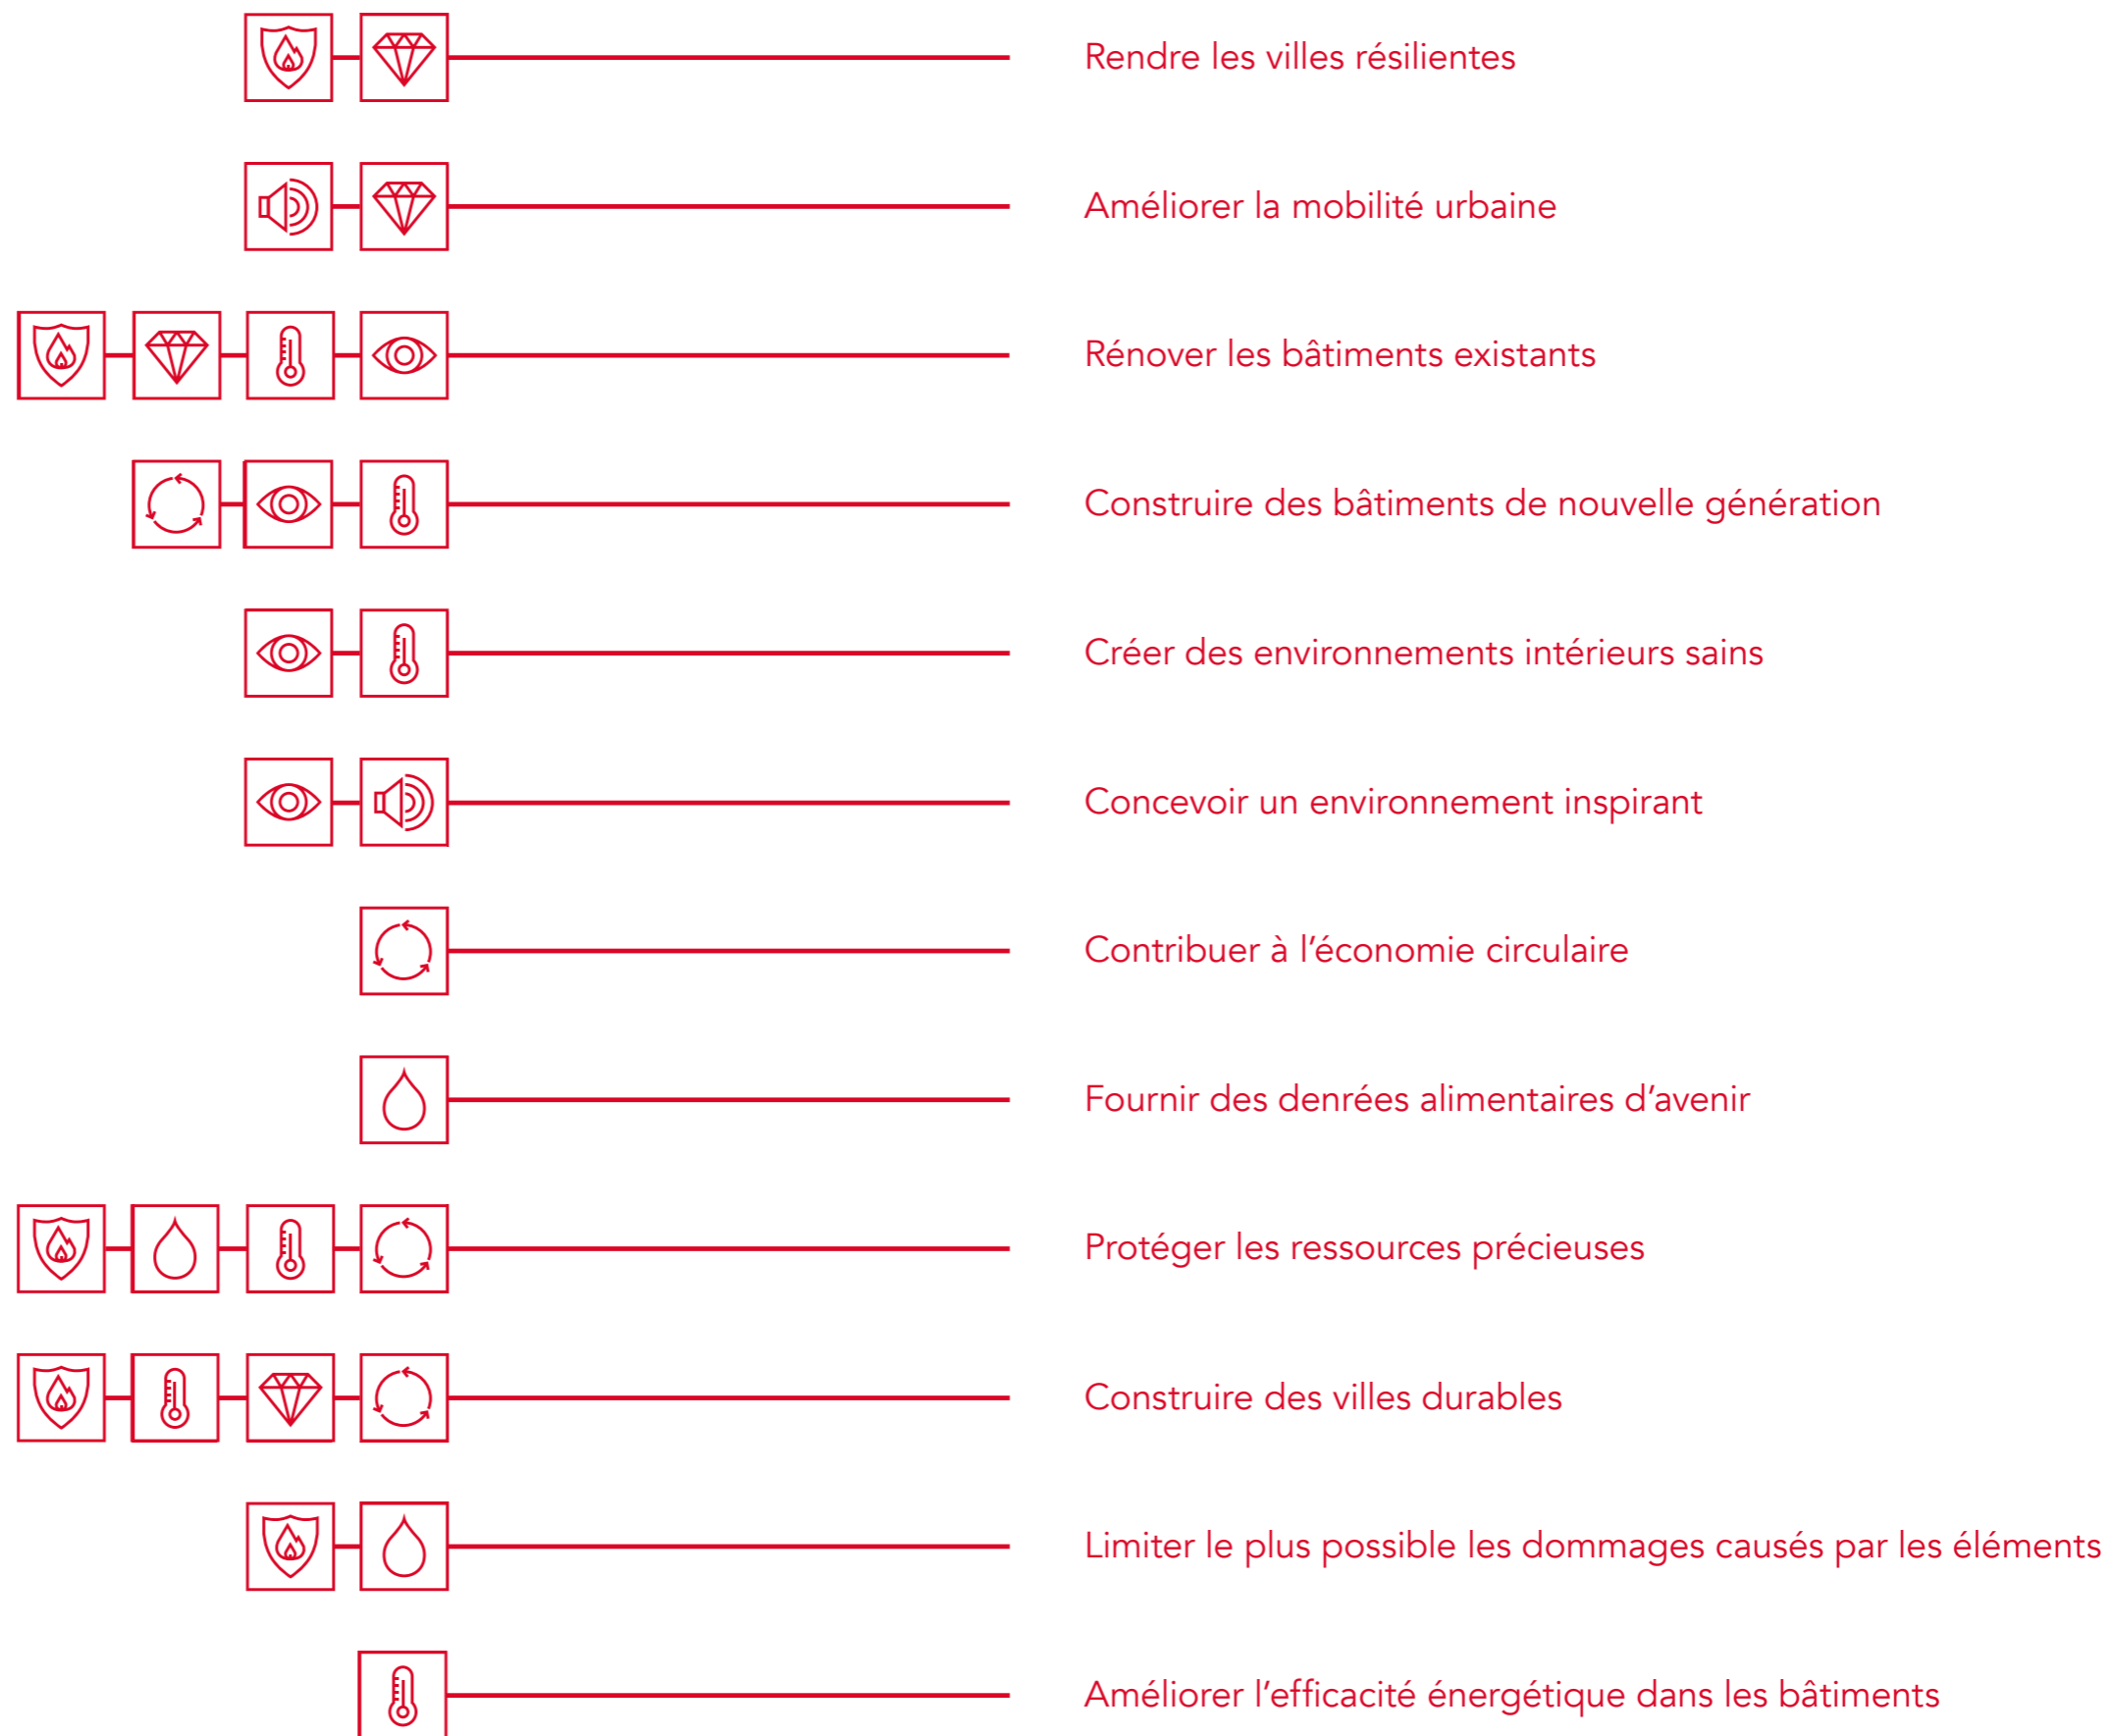 Rendre les villes résilientes
Améliorer la mobilité urbaine
Rénover les bâtiments existants
Construire des bâtiments de nouvelle génération
Créer des environnements intérieurs sains
Concevoir un environnement inspirant
Contribuer à l’économie circulaire
Fournir des denrées alimentaires d’avenir
Protéger les ressources précieuses
Construire des villes durables
Limiter le plus possible les dommages causés par les éléments
Améliorer l’efficacité énergétique dans les bâtiments